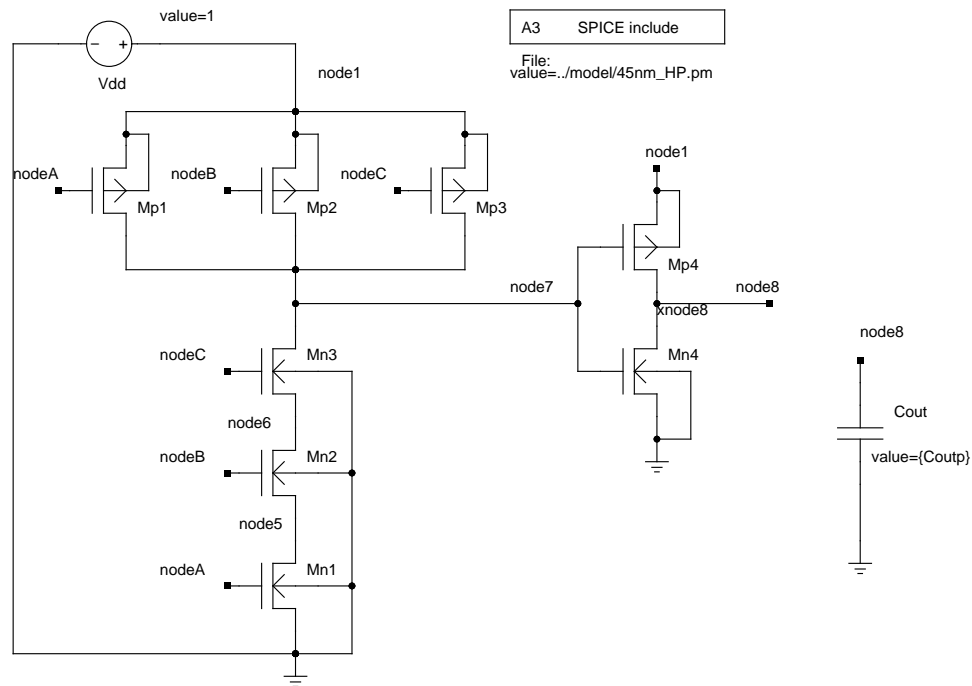 value=1
A3 SPICE include
- +
File:
value=../model/45nm_HP.pm
Vdd
node1
node1
nodeA
nodeB
nodeC
Mp1
Mp2
Mp3
Mp4
node7
node8
xnode8
node8
nodeC
Mn3
Mn4
Cout
node6
nodeB
Mn2
value={Coutp}
node5
nodeA
Mn1